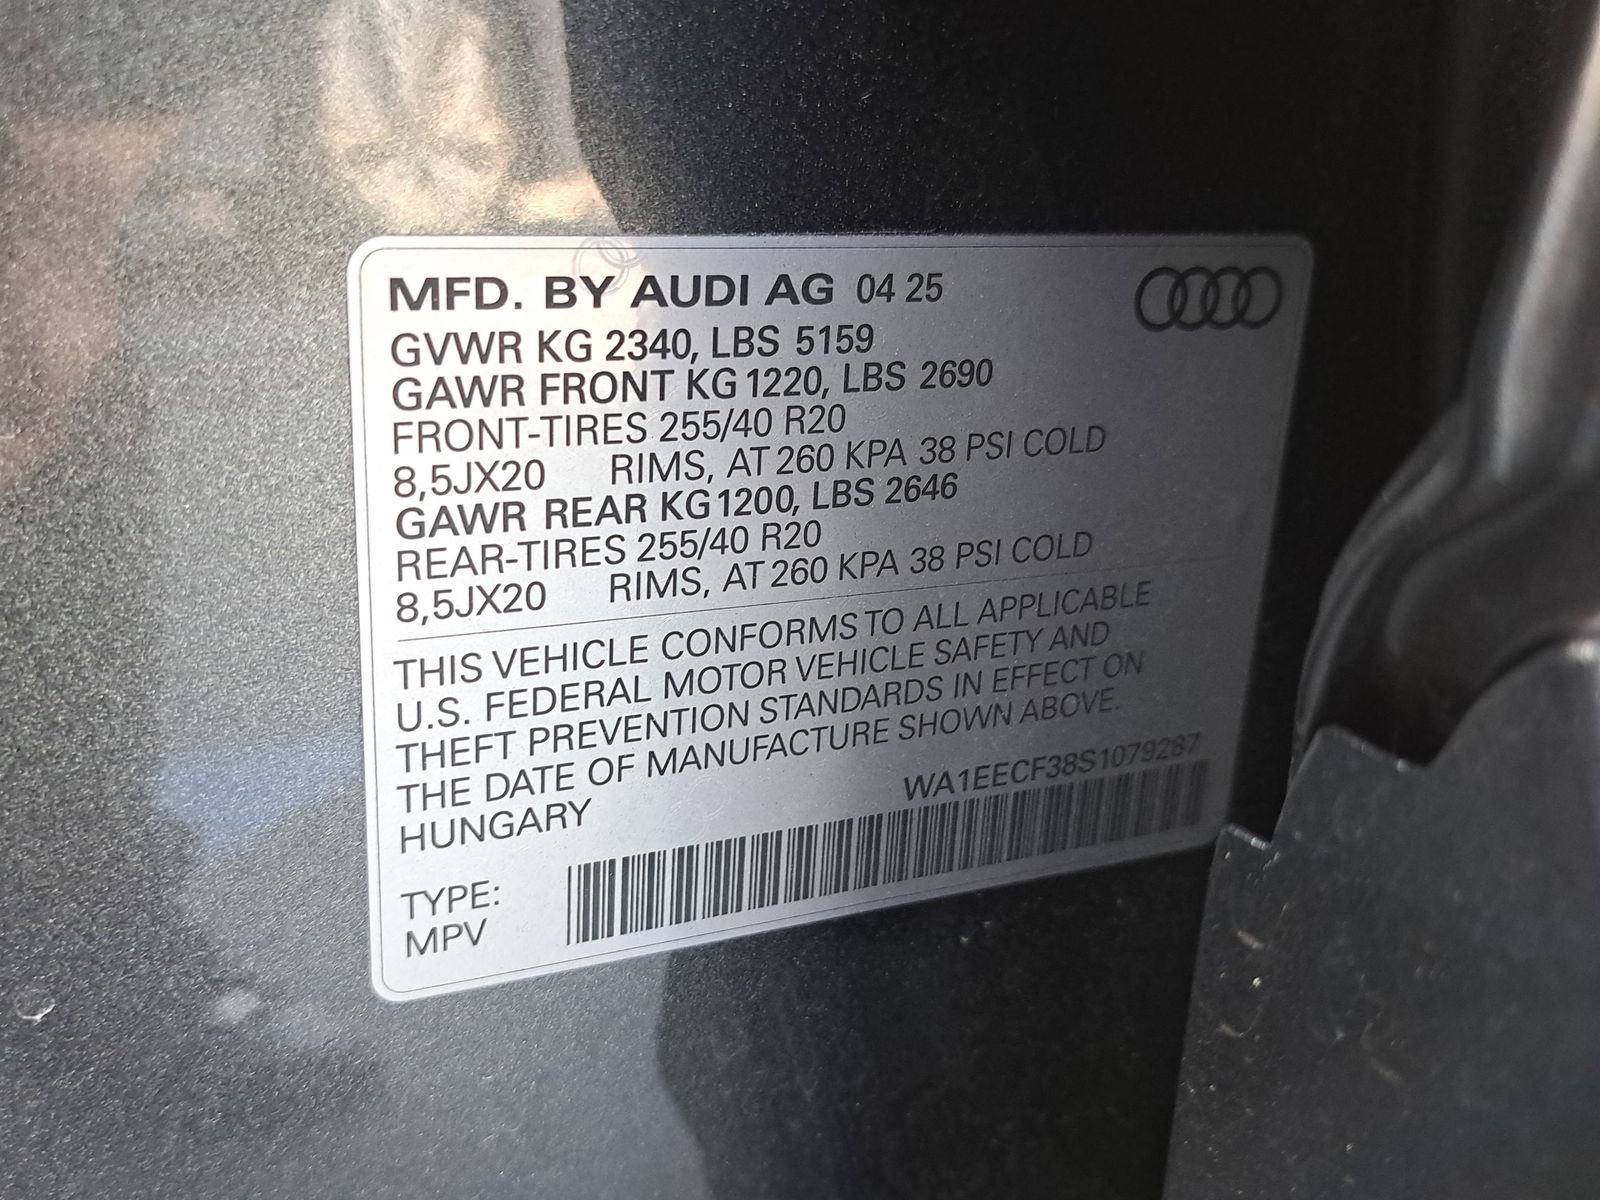 MFD. BY AUDI AG 04 25
GVWR KG 2340, LBS 5159
GAWR FRONT KG 1220, LBS 2690
FRONT-TIRES 255/40 R20
8,5JX20 RIMS, AT 260 KPA 38 PSI COLD
GAWR REAR KG 1200, LBS 2646
REAR-TIRES 255/40 R20
8,5JX20 RIMS, AT 260 KPA 38 PSI COLD
THIS VEHICLE CONFORMS TO ALL APPLICABLE
U.S. FEDERAL MOTOR VEHICLE SAFETY AND
THEFT PREVENTION STANDARDS IN EFFECT ON
THE DATE OF MANUFACTURE SHOWN ABOVE.
HUNGARY
WA1EECF38S1079287
TYPE:
MPV